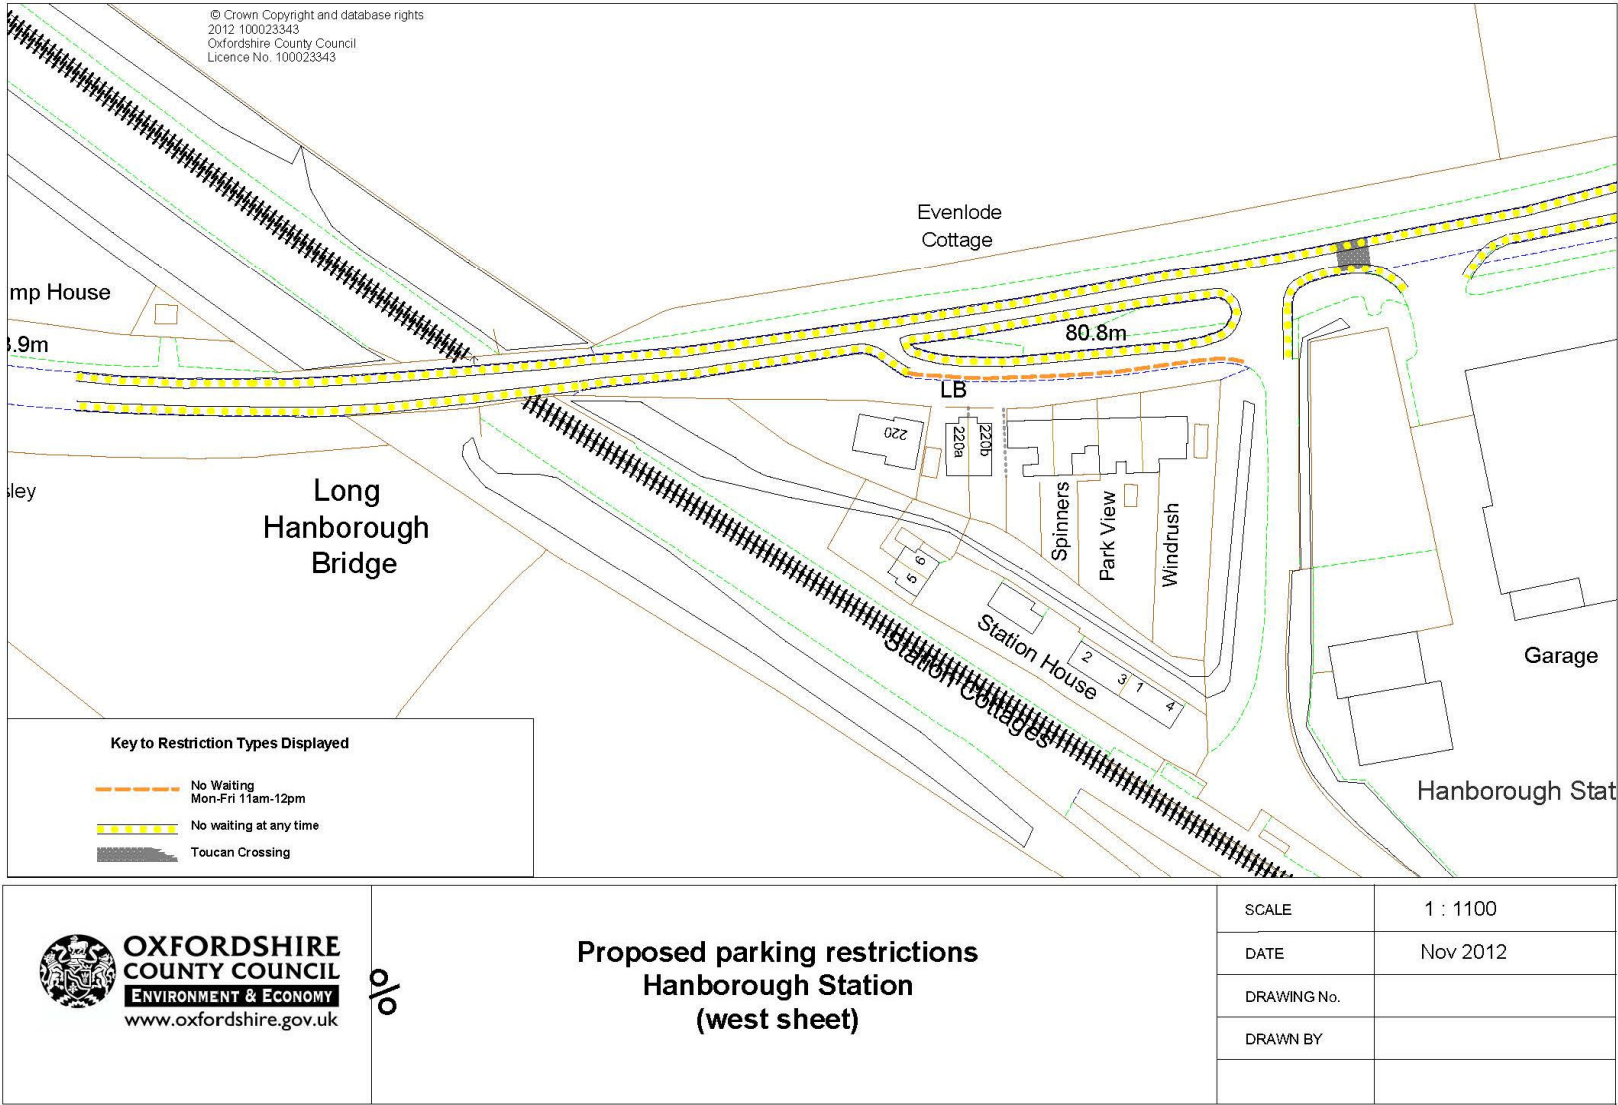 © Crown Copyright and database rights
2012 100023343
Oxfordshire County Council
Licence No. 100023343
Evenlode
Cottage
mp House
3.9m
80.8m
LB
220
220a
220b
sley
Long
Hanborough
Bridge
Spinners
Park View
Windrush
5
6
Station House
Station Cottages
2
3
1
4
Garage
Hanborough Stat
Key to Restriction Types Displayed
No Waiting
Mon-Fri 11am-12pm
No waiting at any time
Toucan Crossing
OXFORDSHIRE
COUNTY COUNCIL
ENVIRONMENT & ECONOMY
www.oxfordshire.gov.uk
%
Proposed parking restrictions
Hanborough Station
(west sheet)
SCALE
1 : 1100
DATE
Nov 2012
DRAWING No.
DRAWN BY